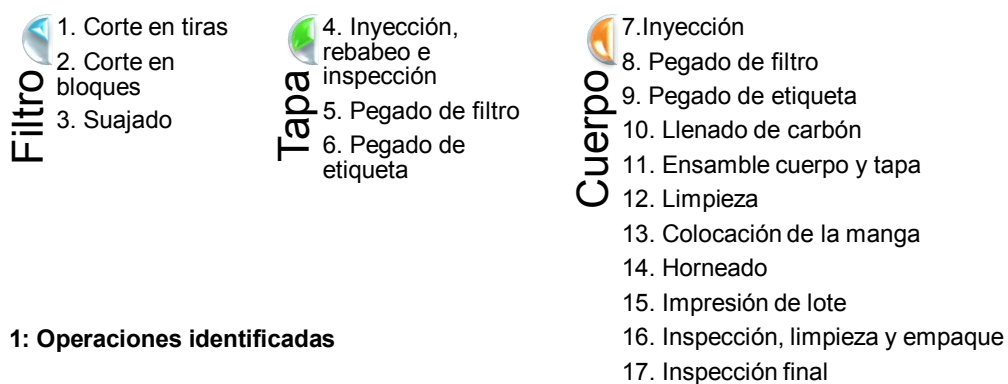 Filtro
1. Corte en tiras
2. Corte en
bloques
3. Suajado
Tapa
4. Inyección,
rebabeo e
inspección
5. Pegado de filtro
6. Pegado de
etiqueta
Cuerpo
7.Inyección
8. Pegado de filtro
9. Pegado de etiqueta
10. Llenado de carbón
11. Ensamble cuerpo y tapa
12. Limpieza
13. Colocación de la manga
14. Horneado
15. Impresión de lote
16. Inspección, limpieza y empaque
17. Inspección final
1: Operaciones identificadas